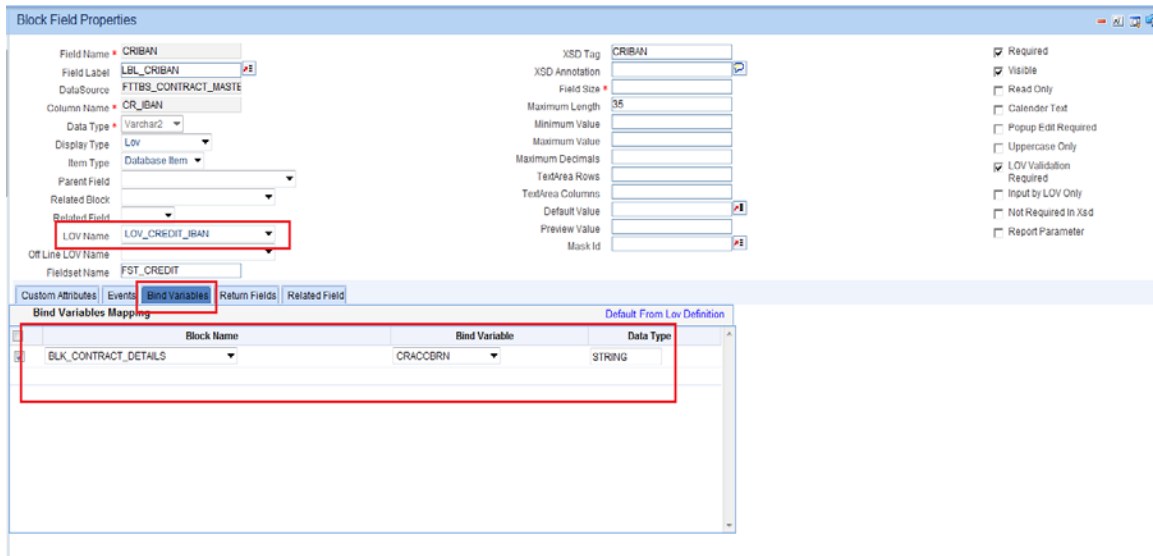 Block Field Properties
Field Name * CRIBAN
Field Label LBL_CRIBAN
DataSource FTTBS_CONTRACT_MASTE
Column Name * CR_IBAN
Data Type * Varchar2
Display Type Lov
Item Type Database Item
Parent Field
Related Block
Related Field
LOV Name LOV_CREDIT_IBAN
Off Line LOV Name
Fieldset Name FST_CREDIT
XSD Tag CRIBAN
XSD Annotation
Field Size *
Maximum Length 35
Minimum Value
Maximum Value
Maximum Decimals
TextArea Rows
TextArea Columns
Default Value
Preview Value
Mask Id
Required
Visible
Read Only
Calender Text
Popup Edit Required
Uppercase Only
LOV Validation
Required
Input by LOV Only
Not Required In Xsd
Report Parameter
Custom Attributes Events Bind Variables Return Fields Related Field
Bind Variables Mapping Default From Lov Definition
Block Name Bind Variable Data Type
BLK_CONTRACT_DETAILS CRACCBRN STRING